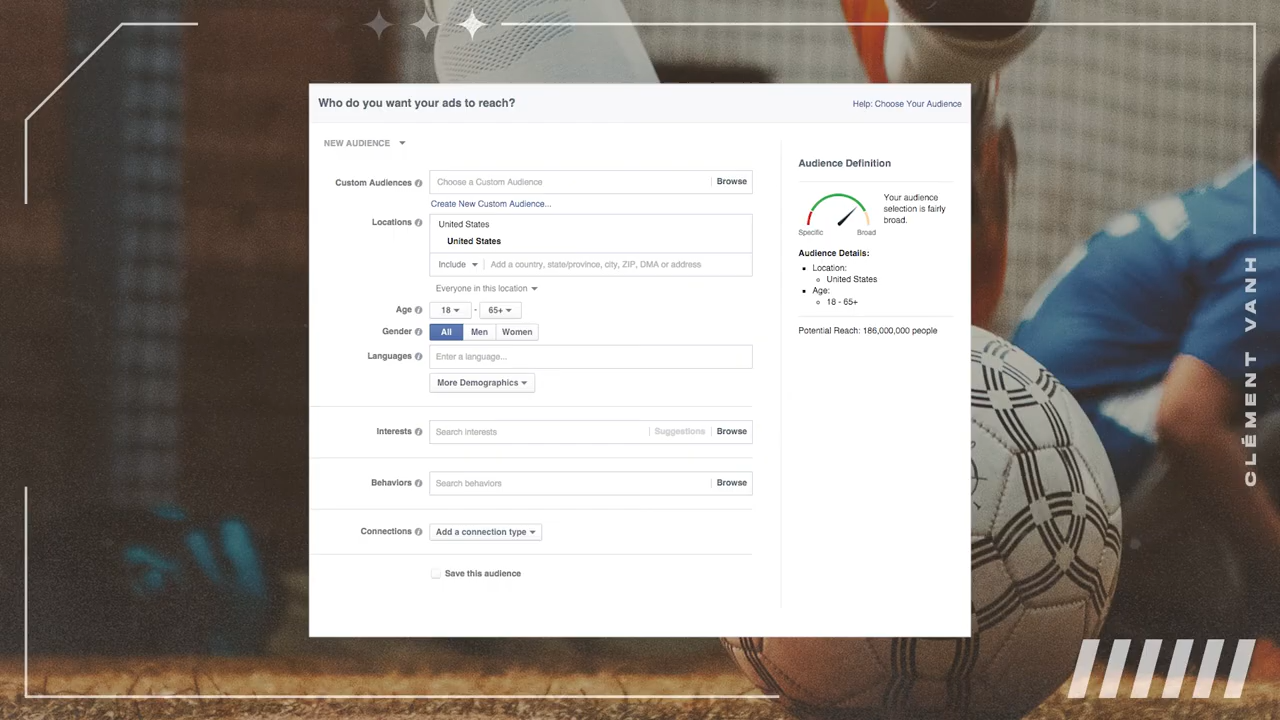 Who do you want your ads to reach?
Help: Choose Your Audience
NEW AUDIENCE
Custom Audiences
Choose a Custom Audience
Browse
Create New Custom Audience...
Locations
United States
United States
Include
Add a country, state/province, city, ZIP, DMA or address
Everyone in this location
Age
18 - 65+
Gender
All Men Women
Languages
Enter a language...
More Demographics
Interests
Search interests
Suggestions
Browse
Behaviors
Search behaviors
Browse
Connections
Add a connection type
Save this audience
Audience Definition
Your audience
selection is fairly
broad.
Specific
Broad
Audience Details:
Location:
United States
Age:
18 - 65+
Potential Reach: 186,000,000 people
CLÉMENT VANH